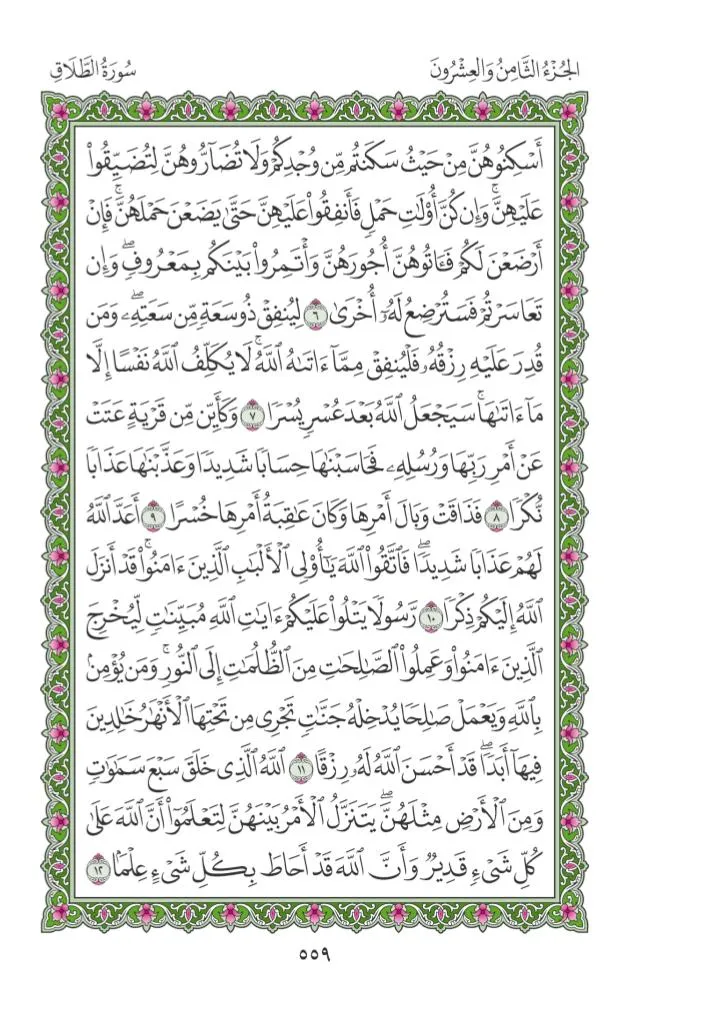 الجُزْءُ الثَّامِنُ وَالعِشْرُونَ
سُورَةُ الطَّلَاقِ
أَسْكِنُوهُنَّ مِنْ حَيْثُ سَكَنتُم مِّن وُجْدِكُمْ وَلَا تُضَآرُّوهُنَّ لِتُضَيِّقُوا۟
عَلَيْهِنَّ ۚ وَإِن كُنَّ أُو۟لَـٰتِ حَمْلٍ فَأَنفِقُوا۟ عَلَيْهِنَّ حَتَّىٰ يَضَعْنَ حَمْلَهُنَّ ۚ فَإِنْ
أَرْضَعْنَ لَكُمْ فَـَٔاتُوهُنَّ أُجُورَهُنَّ وَأْتَمِرُوا۟ بَيْنَكُم بِمَعْرُوفٍ ۖ وَإِن
تَعَاسَرْتُمْ فَسَتُرْضِعُ لَهُۥٓ أُخْرَىٰ ٦ لِيُنفِقْ ذُو سَعَةٍ مِّن سَعَتِهِۦ ۖ وَمَن
قُدِرَ عَلَيْهِ رِزْقُهُۥ فَلْيُنفِقْ مِمَّآ ءَاتَىٰهُ ٱللَّهُ ۚ لَا يُكَلِّفُ ٱللَّهُ نَفْسًا إِلَّا
مَآ ءَاتَىٰهَا ۚ سَيَجْعَلُ ٱللَّهُ بَعْدَ عُسْرٍ يُسْرًا ٧ وَكَأَيِّن مِّن قَرْيَةٍ عَتَتْ
عَنْ أَمْرِ رَبِّهَا وَرُسُلِهِۦ فَحَاسَبْنَـٰهَا حِسَابًا شَدِيدًا وَعَذَّبْنَـٰهَا عَذَابًا
نُّكْرًا ٨ فَذَاقَتْ وَبَالَ أَمْرِهَا وَكَانَ عَـٰقِبَةُ أَمْرِهَا خُسْرًا ٩ أَعَدَّ ٱللَّهُ
لَهُمْ عَذَابًا شَدِيدًا ۖ فَٱتَّقُوا۟ ٱللَّهَ يَـٰٓأُو۟لِى ٱلْأَلْبَـٰبِ ٱلَّذِينَ ءَامَنُوا۟ ۚ قَدْ أَنزَلَ
ٱللَّهُ إِلَيْكُمْ ذِكْرًا ١٠ رَّسُولًا يَتْلُوا۟ عَلَيْكُمْ ءَايَـٰتِ ٱللَّهِ مُبَيِّنَـٰتٍ لِّيُخْرِجَ
ٱلَّذِينَ ءَامَنُوا۟ وَعَمِلُوا۟ ٱلصَّـٰلِحَـٰتِ مِنَ ٱلظُّلُمَـٰتِ إِلَى ٱلنُّورِ ۚ وَمَن يُؤْمِنۢ
بِٱللَّهِ وَيَعْمَلْ صَـٰلِحًا يُدْخِلْهُ جَنَّـٰتٍ تَجْرِى مِن تَحْتِهَا ٱلْأَنْهَـٰرُ خَـٰلِدِينَ
فِيهَآ أَبَدًا ۖ قَدْ أَحْسَنَ ٱللَّهُ لَهُۥ رِزْقًا ١١ ٱللَّهُ ٱلَّذِى خَلَقَ سَبْعَ سَمَـٰوَٰتٍ
وَمِنَ ٱلْأَرْضِ مِثْلَهُنَّ ۖ يَتَنَزَّلُ ٱلْأَمْرُ بَيْنَهُنَّ لِتَعْلَمُوٓا۟ أَنَّ ٱللَّهَ عَلَىٰ
كُلِّ شَىْءٍ قَدِيرٌ وَأَنَّ ٱللَّهَ قَدْ أَحَاطَ بِكُلِّ شَىْءٍ عِلْمًۢا ١٢
٥٥٩